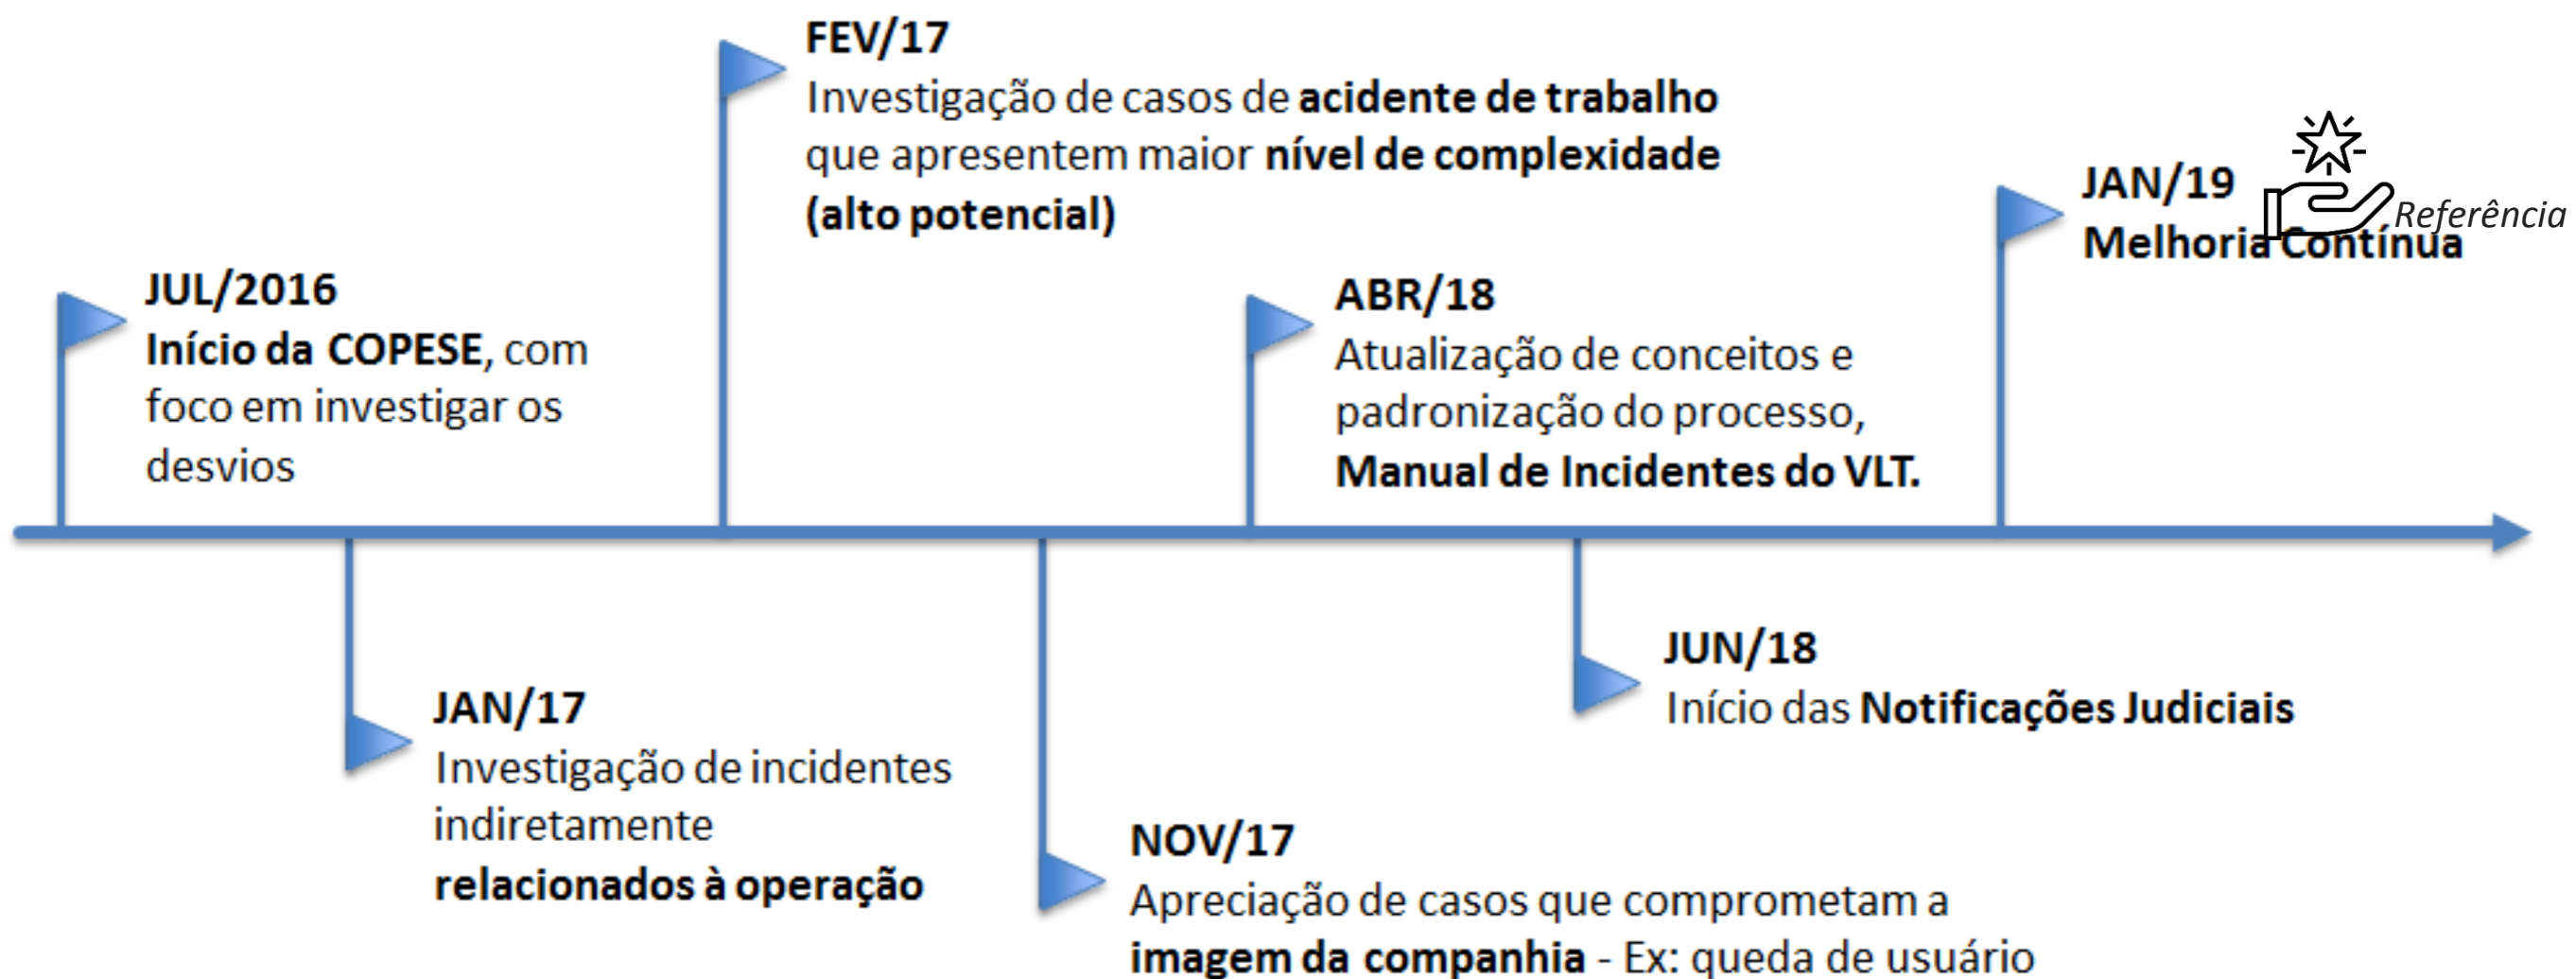 FEV/17
Investigação de casos de acidente de trabalho
que apresentem maior nível de complexidade
(alto potencial)
JAN/19
Melhoria Contínua
Referência
JUL/2016
Início da COPESE, com
foco em investigar os
desvios
ABR/18
Atualização de conceitos e
padronização do processo,
Manual de Incidentes do VLT.
JAN/17
Investigação de incidentes
indiretamente
relacionados à operação
JUN/18
Início das Notificações Judiciais
NOV/17
Apreciação de casos que comprometam a
imagem da companhia - Ex: queda de usuário